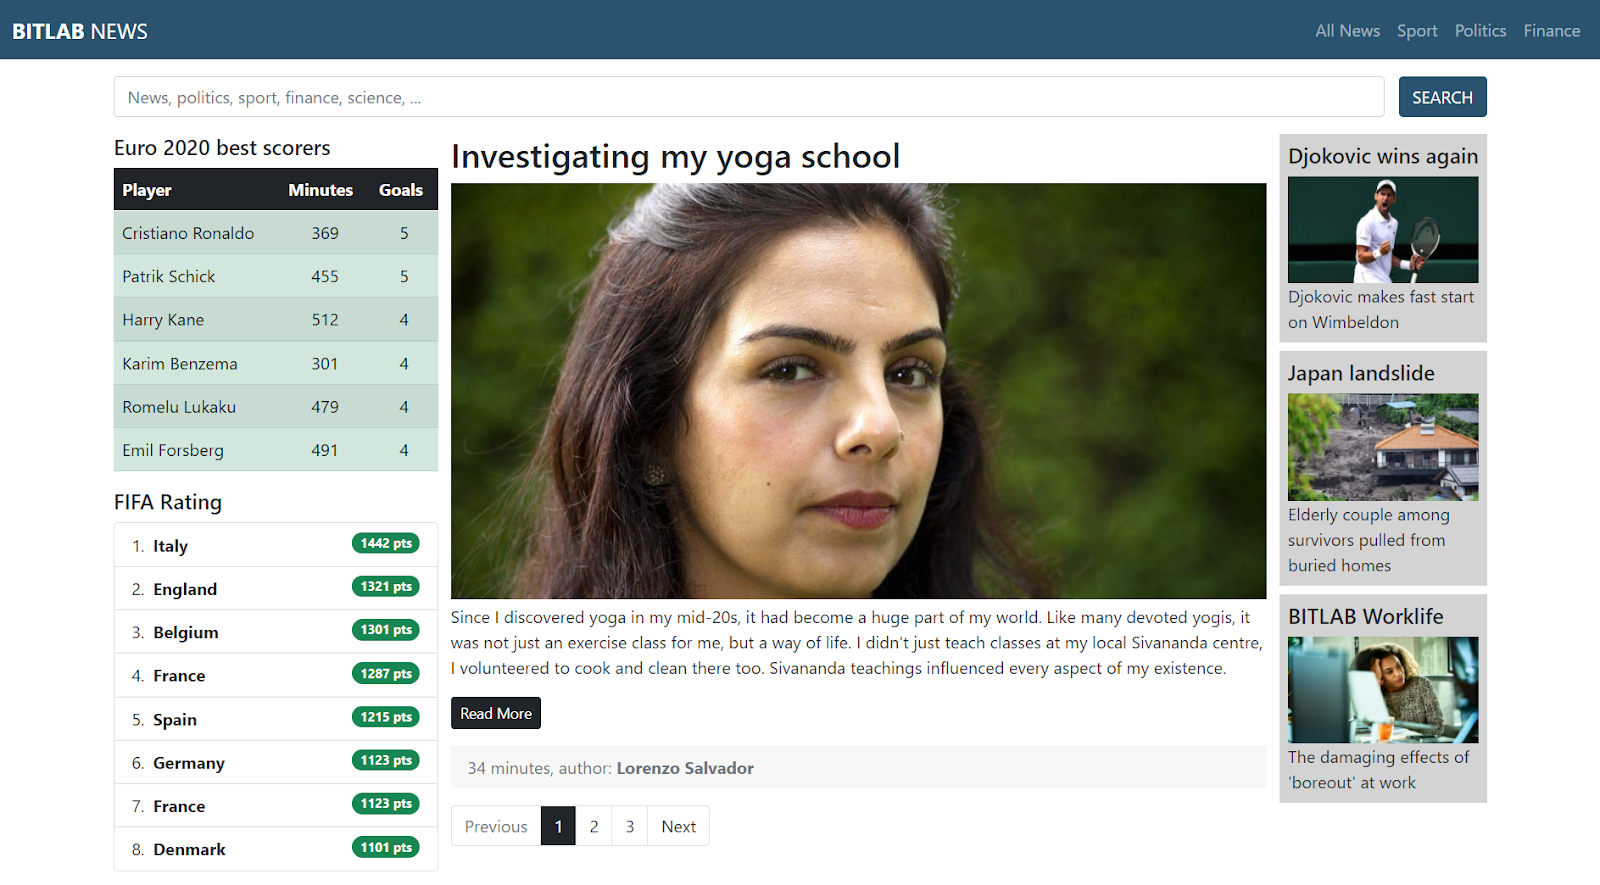 BITLAB NEWS
All News Sport Politics Finance
News, politics, sport, finance, science, ...
SEARCH
Euro 2020 best scorers
Player Minutes Goals
Cristiano Ronaldo 369 5
Patrik Schick 455 5
Harry Kane 512 4
Karim Benzema 301 4
Romelu Lukaku 479 4
Emil Forsberg 491 4
FIFA Rating
1. Italy 1442 pts
2. England 1321 pts
3. Belgium 1301 pts
4. France 1287 pts
5. Spain 1215 pts
6. Germany 1123 pts
7. France 1123 pts
8. Denmark 1101 pts
Investigating my yoga school
Since I discovered yoga in my mid-20s, it had become a huge part of my world. Like many devoted yogis, it
was not just an exercise class for me, but a way of life. I didn't just teach classes at my local Sivananda centre,
I volunteered to cook and clean there too. Sivananda teachings influenced every aspect of my existence.
Read More
34 minutes, author: Lorenzo Salvador
Previous 1 2 3 Next
Djokovic wins again
Djokovic makes fast start
on Wimbeldon
Japan landslide
Elderly couple among
survivors pulled from
buried homes
BITLAB Worklife
The damaging effects of
'boreout' at work